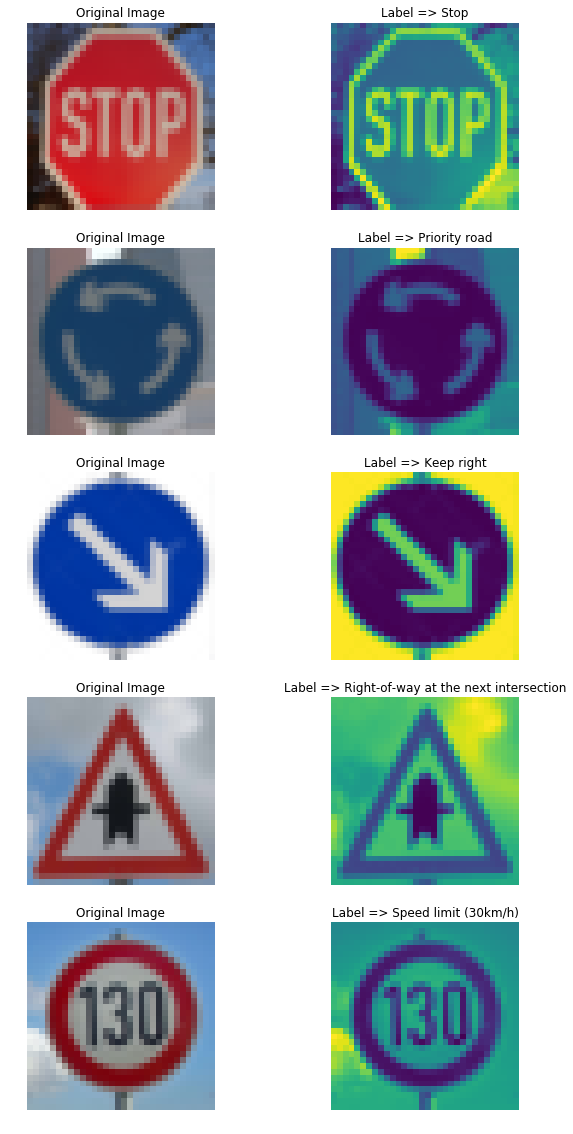 Original Image
Label => Stop
STOP
STOP
Original Image
Label => Priority road
Original Image
Label => Keep right
Original Image
Label => Right-of-way at the next intersection
Original Image
Label => Speed limit (30km/h)
130
130